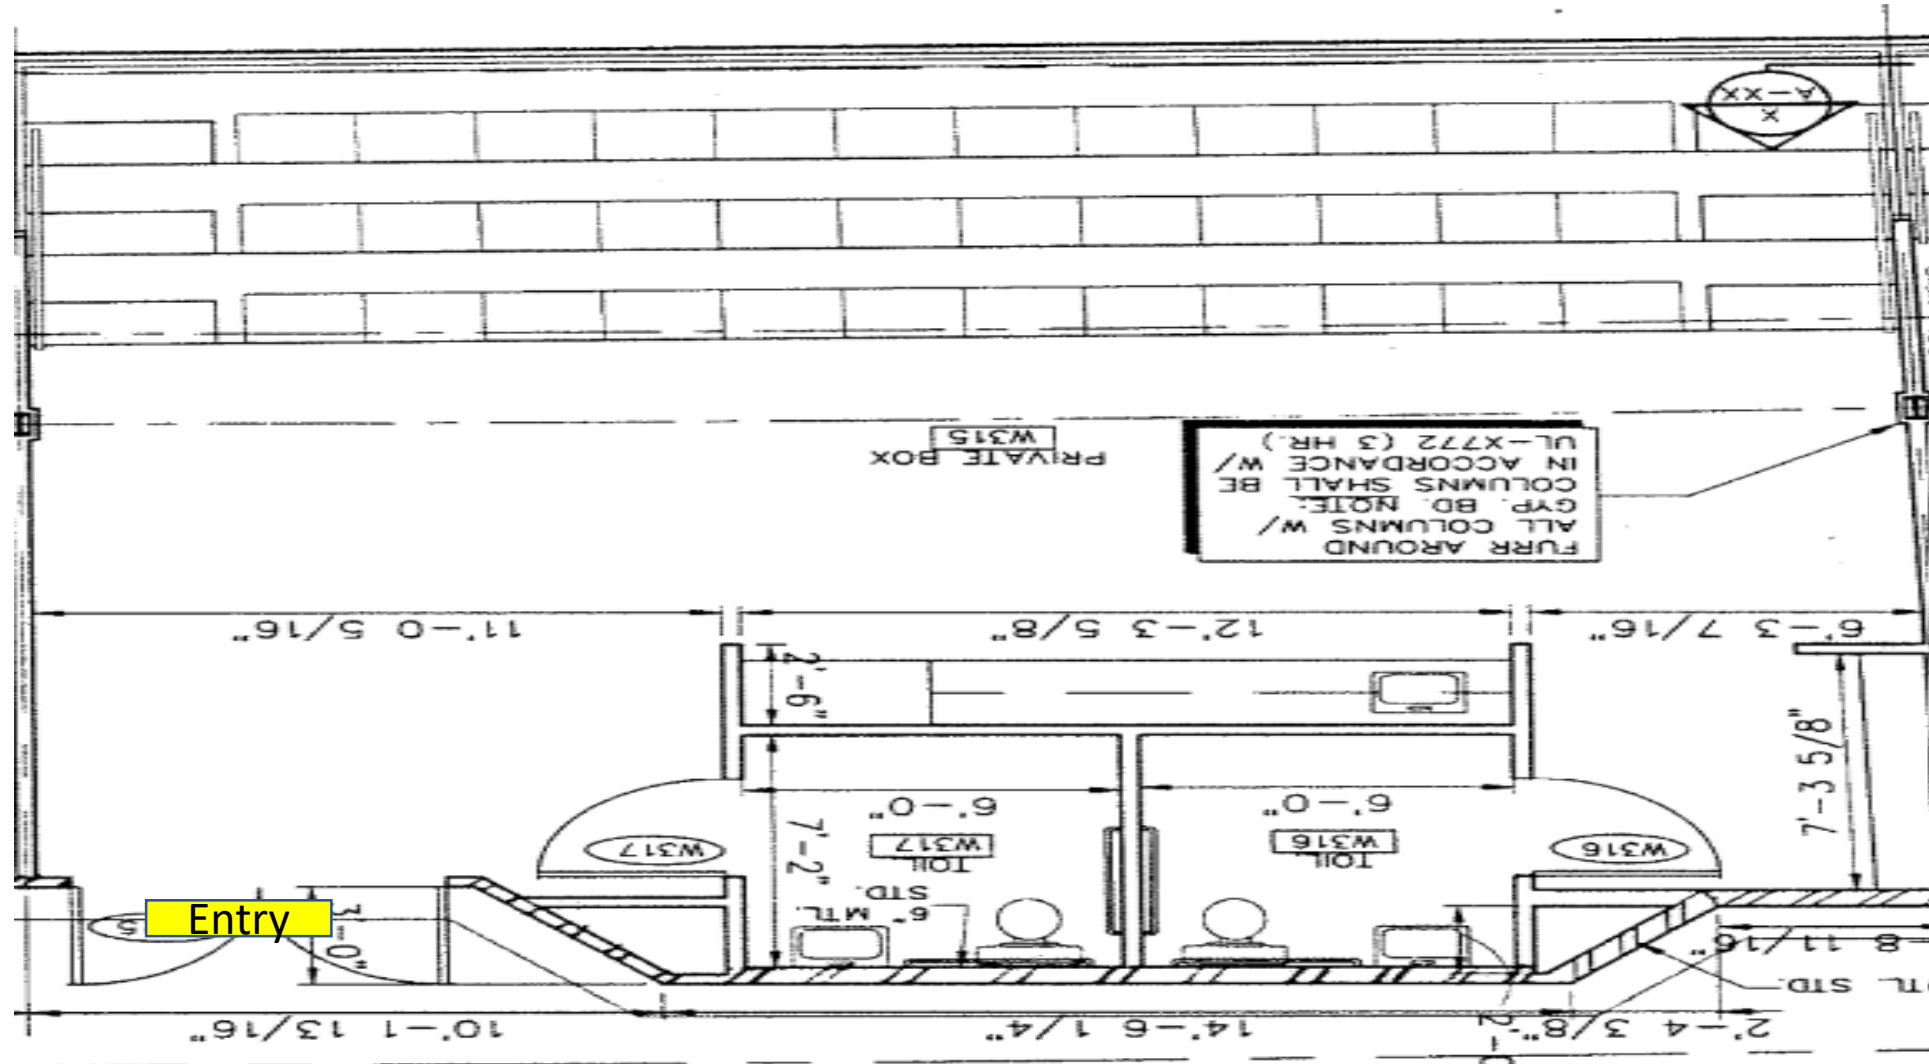 X
A-XX
PRIVATE BOX
W315
FURR AROUND
ALL COLUMNS W/
GYP. BD. NOTE:
COLUMNS SHALL BE
IN ACCORDANCE W/
UL-X772 (3 HR.)
11'-0 5/16"
12'-3 5/8"
6'-3 7/16"
2'-6"
7'-3 5/8"
6'-0"
6'-0"
7'-2"
W317
TOIL.
W317
TOIL.
W316
W316
6" MTL.
STD.
Entry
3'-0"
8 11/16"
STD.
10'-1 13/16"
14'-6 1/4"
2'-4 3/8"